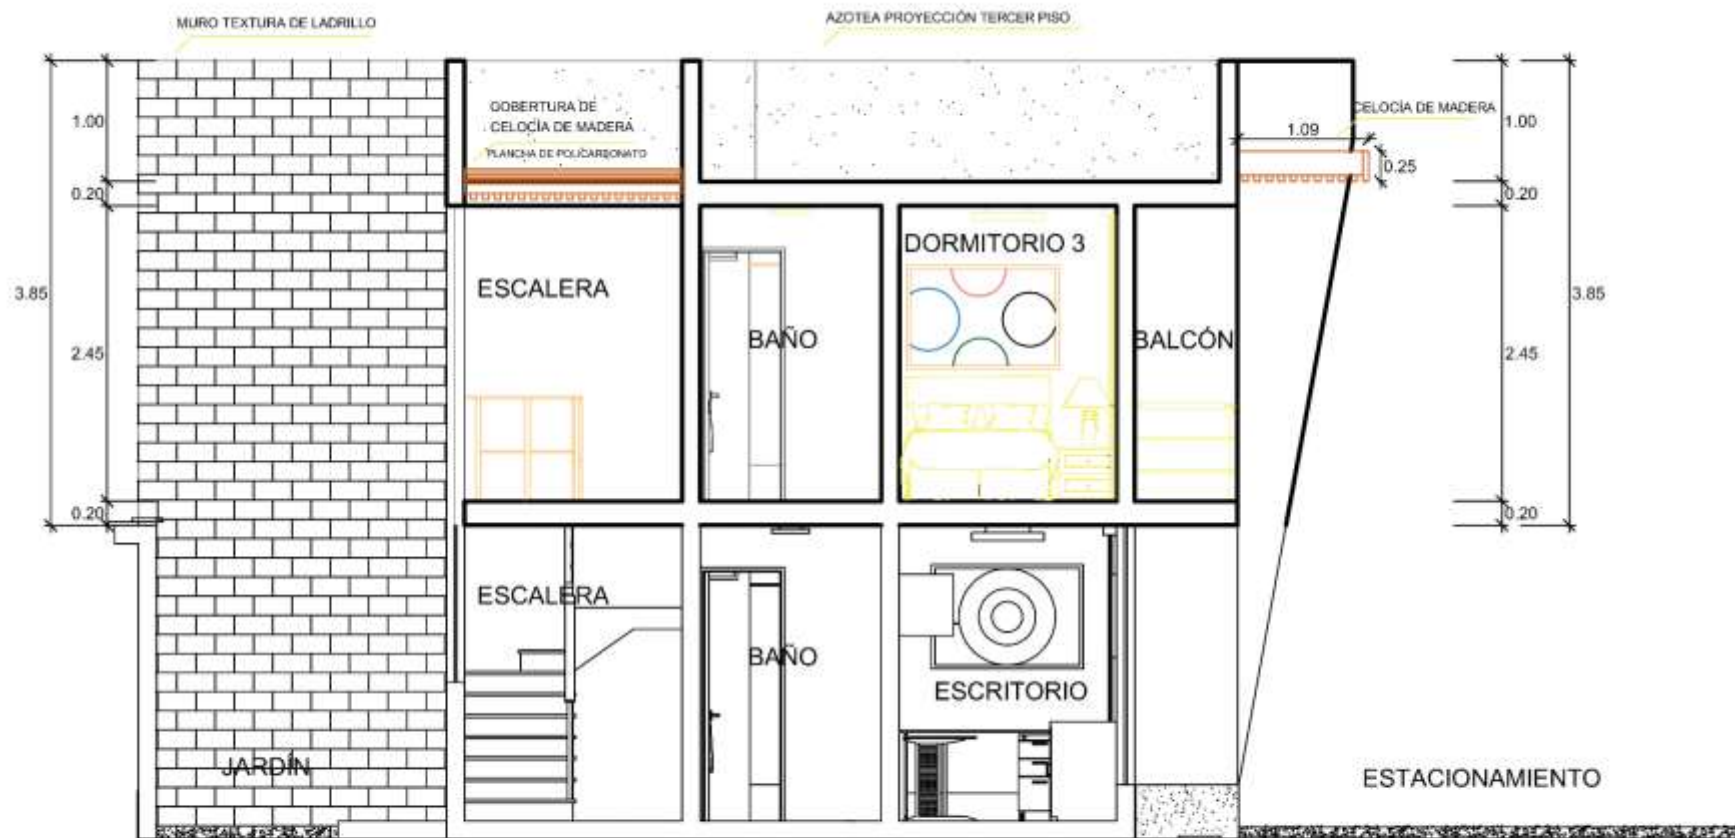 MURO TEXTURA DE LADRILLO
AZOTEA PROYECCIÓN TERCER PISO
COBERTURA DE
CELOCÍA DE MADERA
PLANCHA DE POLICARBONATO
CELOCÍA DE MADERA
1.00
1.09
1.00
0.25
0.20
0.20
DORMITORIO 3
ESCALERA
3.85
3.85
BAÑO
BALCÓN
2.45
2.45
0.20
0.20
ESCALERA
BAÑO
ESCRITORIO
JARDÍN
ESTACIONAMIENTO